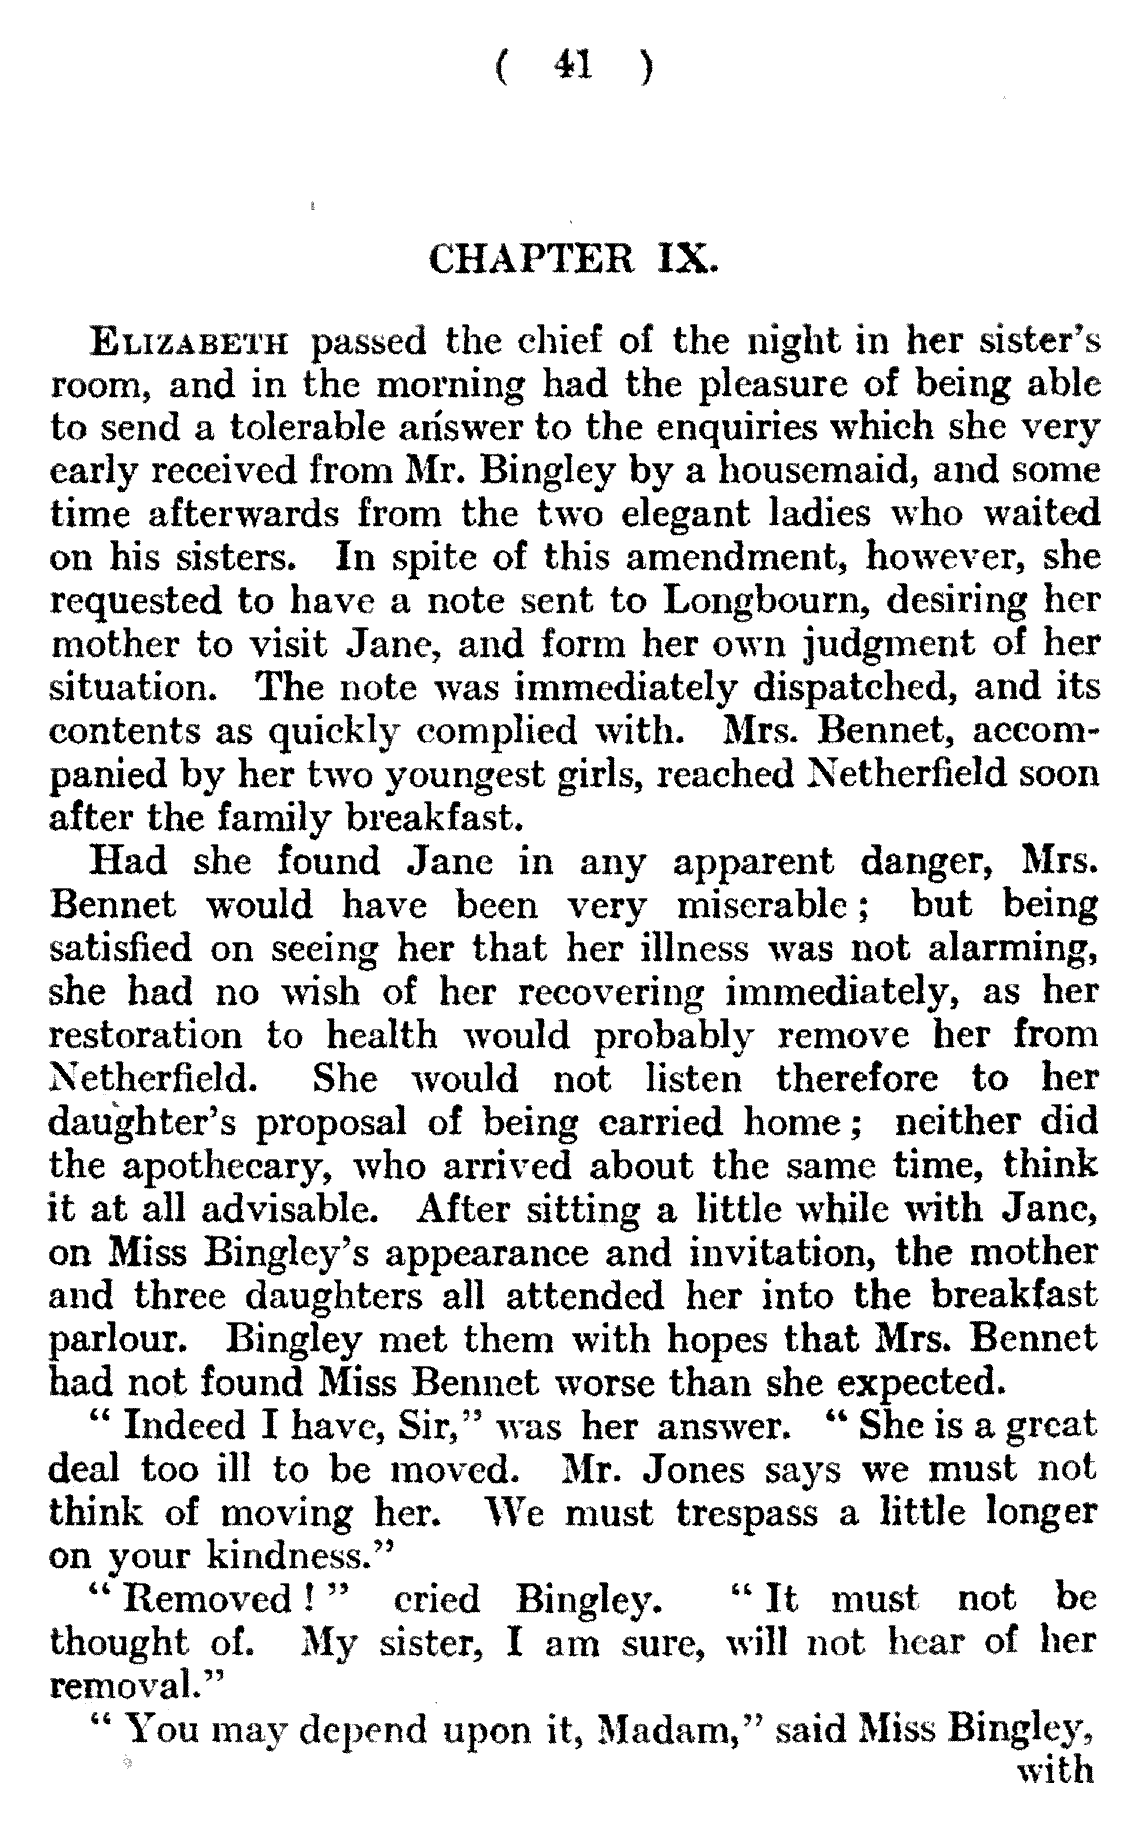 ( 41 )
CHAPTER IX.
ELIZABETH passed the chief of the night in her sister's
room, and in the morning had the pleasure of being able
to send a tolerable answer to the enquiries which she very
early received from Mr. Bingley by a housemaid, and some
time afterwards from the two elegant ladies who waited
on his sisters. In spite of this amendment, however, she
requested to have a note sent to Longbourn, desiring her
mother to visit Jane, and form her own judgment of her
situation. The note was immediately dispatched, and its
contents as quickly complied with. Mrs. Bennet, accom-
panied by her two youngest girls, reached Netherfield soon
after the family breakfast.
Had she found Jane in any apparent danger, Mrs.
Bennet would have been very miserable ; but being
satisfied on seeing her that her illness was not alarming,
she had no wish of her recovering immediately, as her
restoration to health would probably remove her from
Netherfield. She would not listen therefore to her
daughter's proposal of being carried home ; neither did
the apothecary, who arrived about the same time, think
it at all advisable. After sitting a little while with Jane,
on Miss Bingley's appearance and invitation, the mother
and three daughters all attended her into the breakfast
parlour. Bingley met them with hopes that Mrs. Bennet
had not found Miss Bennet worse than she expected.
“ Indeed I have, Sir,” was her answer. “ She is a great
deal too ill to be moved. Mr. Jones says we must not
think of moving her. We must trespass a little longer
on your kindness.”
“ Removed ! ” cried Bingley. “ It must not be
thought of. My sister, I am sure, will not hear of her
removal.”
“ You may depend upon it, Madam,” said Miss Bingley,
with